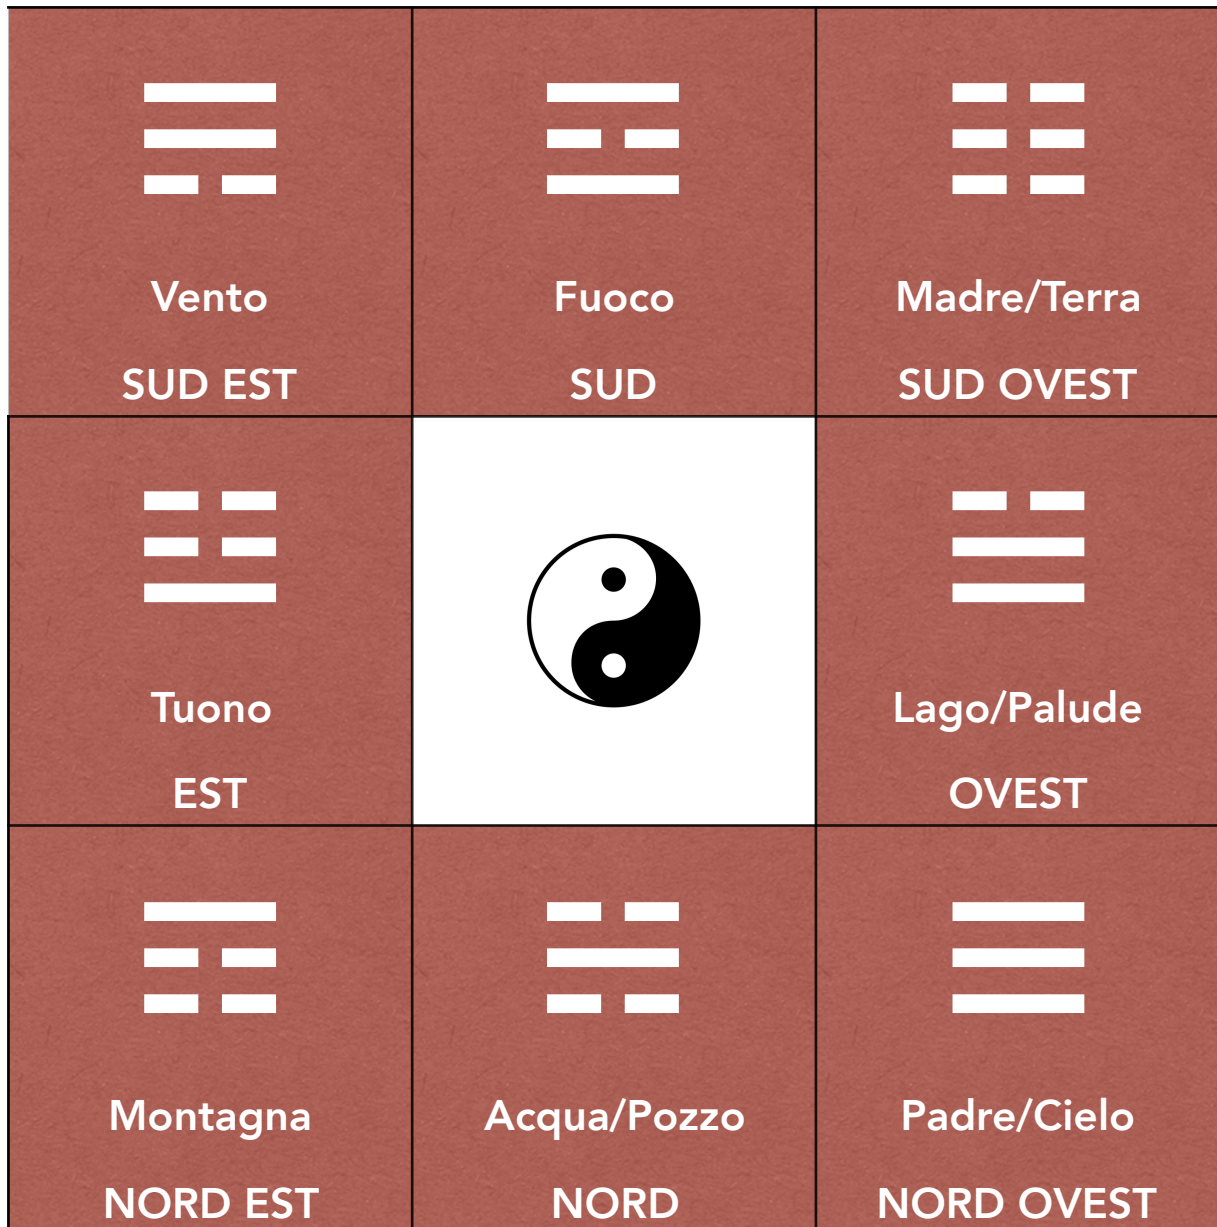 Vento
SUD EST
Fuoco
SUD
Madre/Terra
SUD OVEST
Tuono
EST
Lago/Palude
OVEST
Montagna
NORD EST
Acqua/Pozzo
NORD
Padre/Cielo
NORD OVEST